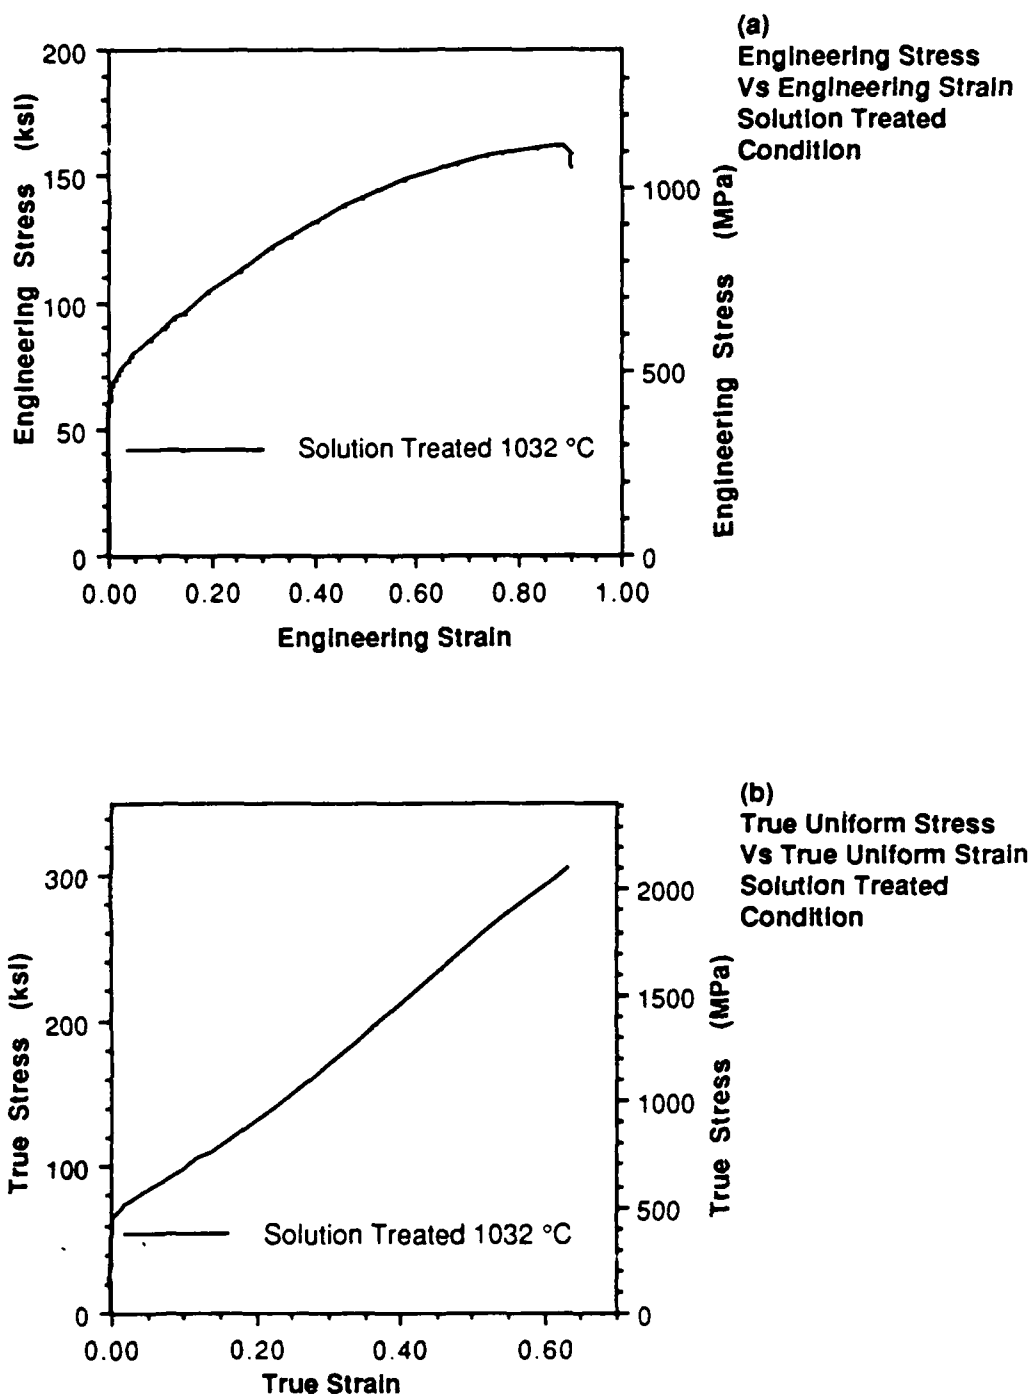 (a)
Engineering Stress
Vs Engineering Strain
Solution Treated
Condition
200
150
100
50
0
Engineering Stress (ksi)
1000
500
0
Engineering Stress (MPa)
Solution Treated 1032 °C
0.00 0.20 0.40 0.60 0.80 1.00
Engineering Strain
(b)
True Uniform Stress
Vs True Uniform Strain
Solution Treated
Condition
300
200
100
0
True Stress (ksi)
2000
1500
1000
500
0
True Stress (MPa)
Solution Treated 1032 °C
0.00 0.20 0.40 0.60
True Strain